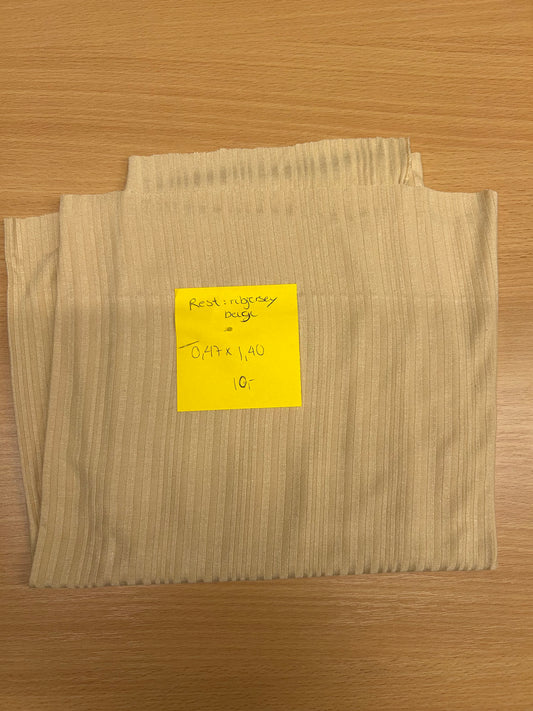 Rest: ribjersey
beige
0,47 x 1,40
10,-